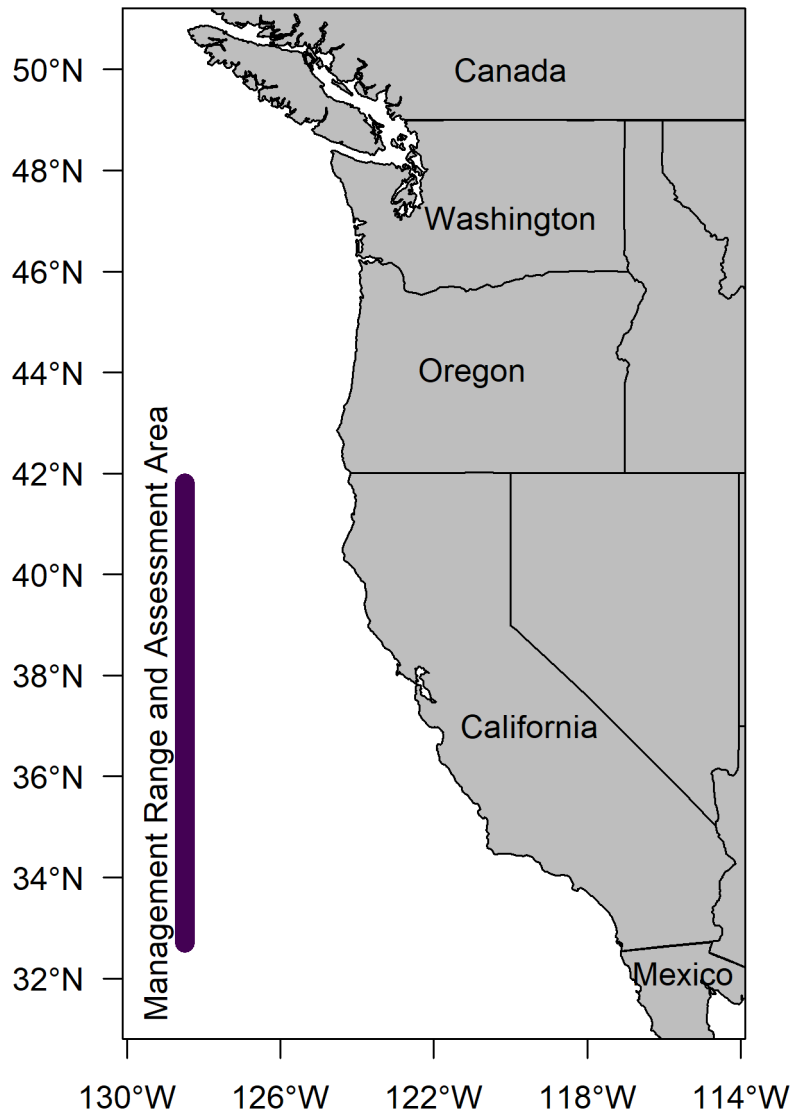 50°N
48°N
46°N
44°N
42°N
40°N
38°N
36°N
34°N
32°N
Canada
Washington
Oregon
California
Mexico
Management Range and Assessment Area
130°W 126°W 122°W 118°W 114°W